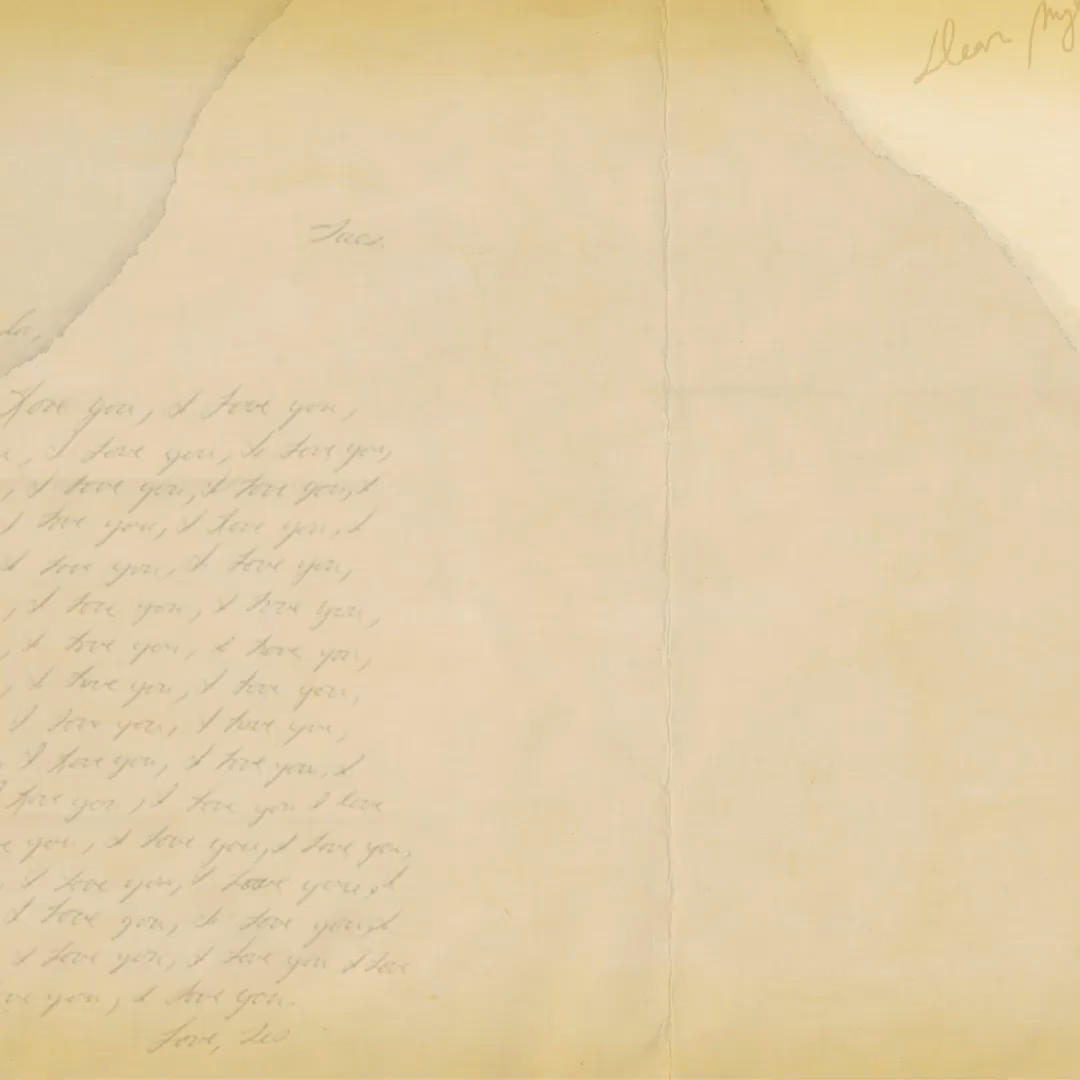 Dear My
Tues.
love you, I love you,
, I love you, I love you,
, I love you, I love you, I
I love you, I love you, I
I love you, I love you,
, I love you, I love you,
, I love you, I love you,
, I love you, I love you,
I love you, I love you,
I love you, I love you, I
love you, I love you I love
you, I love you, I love you,
, I love you, I love you, I
I love you, I love you, I
I love you, I love you I love
you, I love you.
Love, Leo